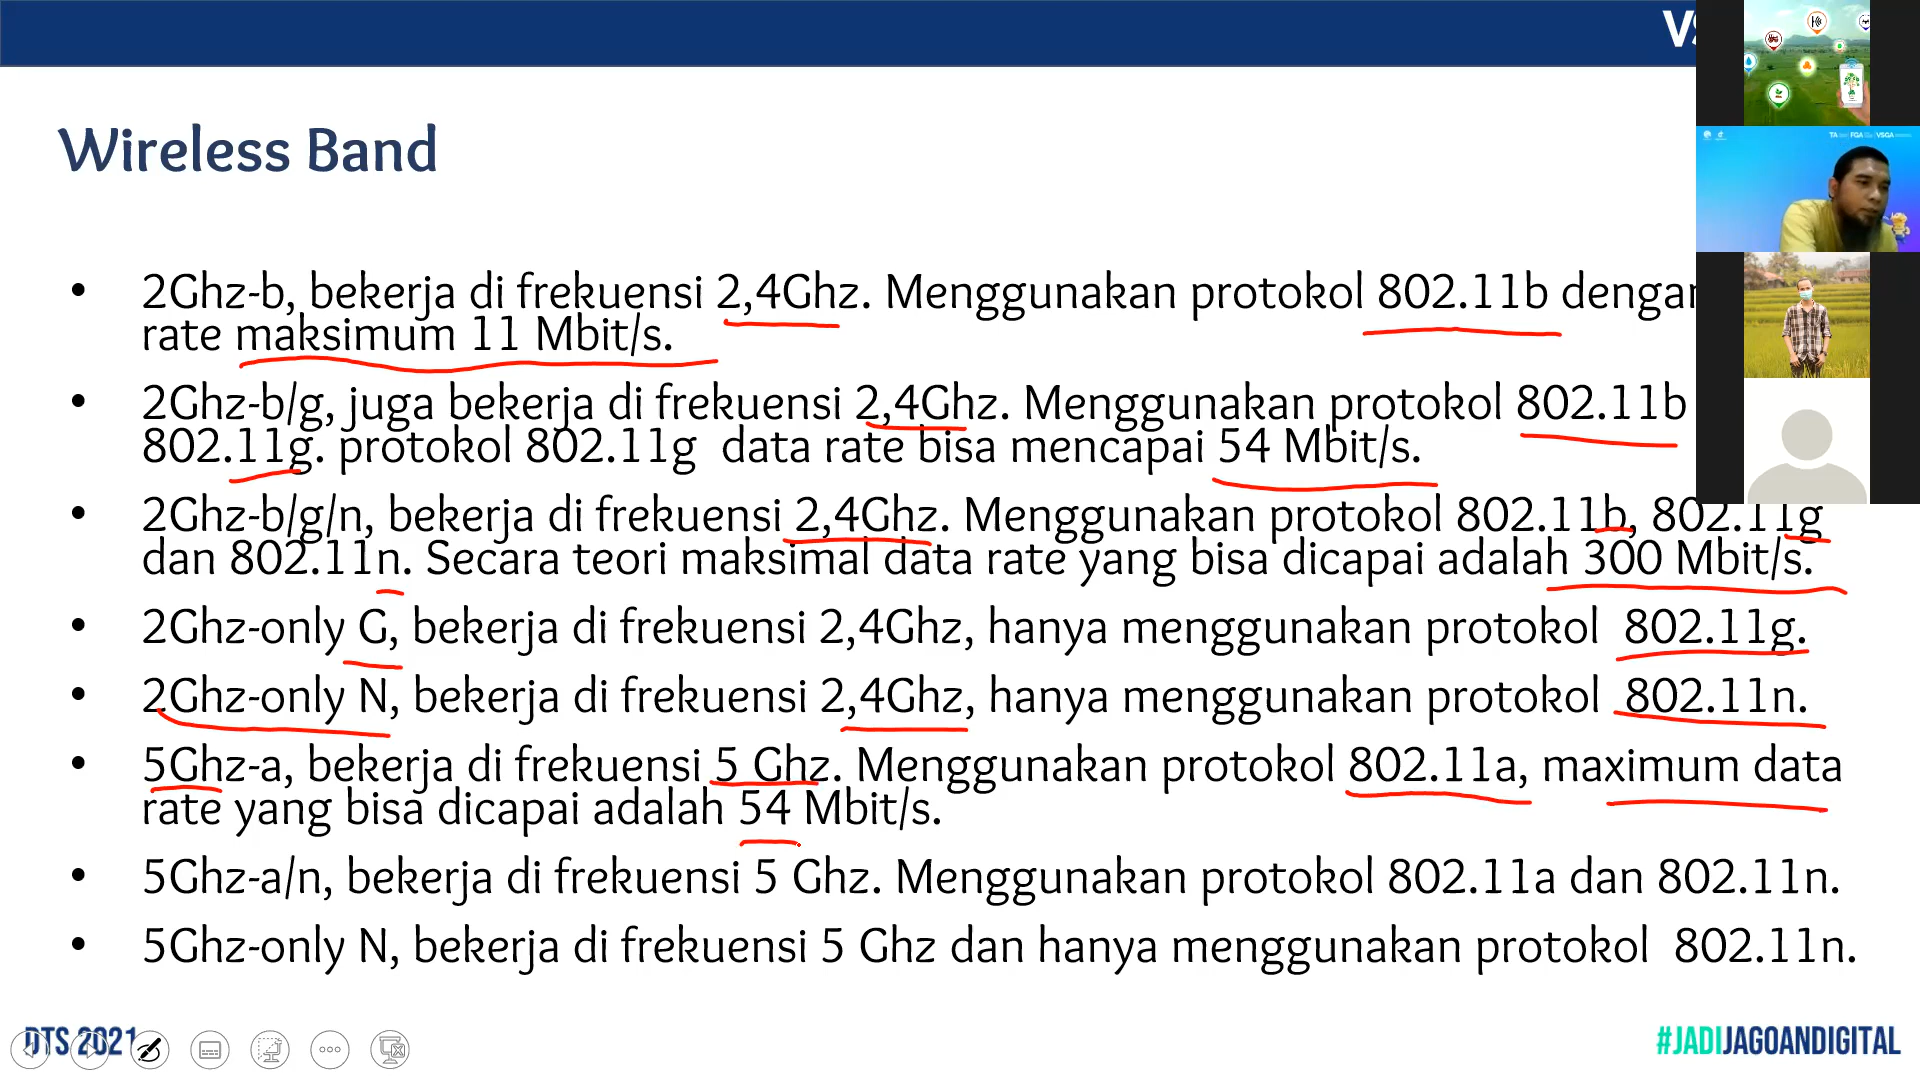 Wireless Band
• 2Ghz-b, bekerja di frekuensi 2,4Ghz. Menggunakan protokol 802.11b
rate maksimum 11 Mbit/s.
• 2Ghz-b/g, juga bekerja di frekuensi 2,4Ghz. Menggunakan protokol 802.11b
802.11g. protokol 802.11g data rate bisa mencapai 54 Mbit/s.
• 2Ghz-b/g/n, bekerja di frekuensi 2,4Ghz. Menggunakan protokol 802.11b, 802.11g
dan 802.11n. Secara teori maksimal data rate yang bisa dicapai adalah 300 Mbit/s.
• 2Ghz-only G, bekerja di frekuensi 2,4Ghz, hanya menggunakan protokol 802.11g.
• 2Ghz-only N, bekerja di frekuensi 2,4Ghz, hanya menggunakan protokol 802.11n.
• 5Ghz-a, bekerja di frekuensi 5 Ghz. Menggunakan protokol 802.11a, maximum data
rate yang bisa dicapai adalah 54 Mbit/s.
• 5Ghz-a/n, bekerja di frekuensi 5 Ghz. Menggunakan protokol 802.11a dan 802.11n.
• 5Ghz-only N, bekerja di frekuensi 5 Ghz dan hanya menggunakan protokol 802.11n.
DTS 2021
#JADIJAGOANDIGITAL
TA FGA VSGA